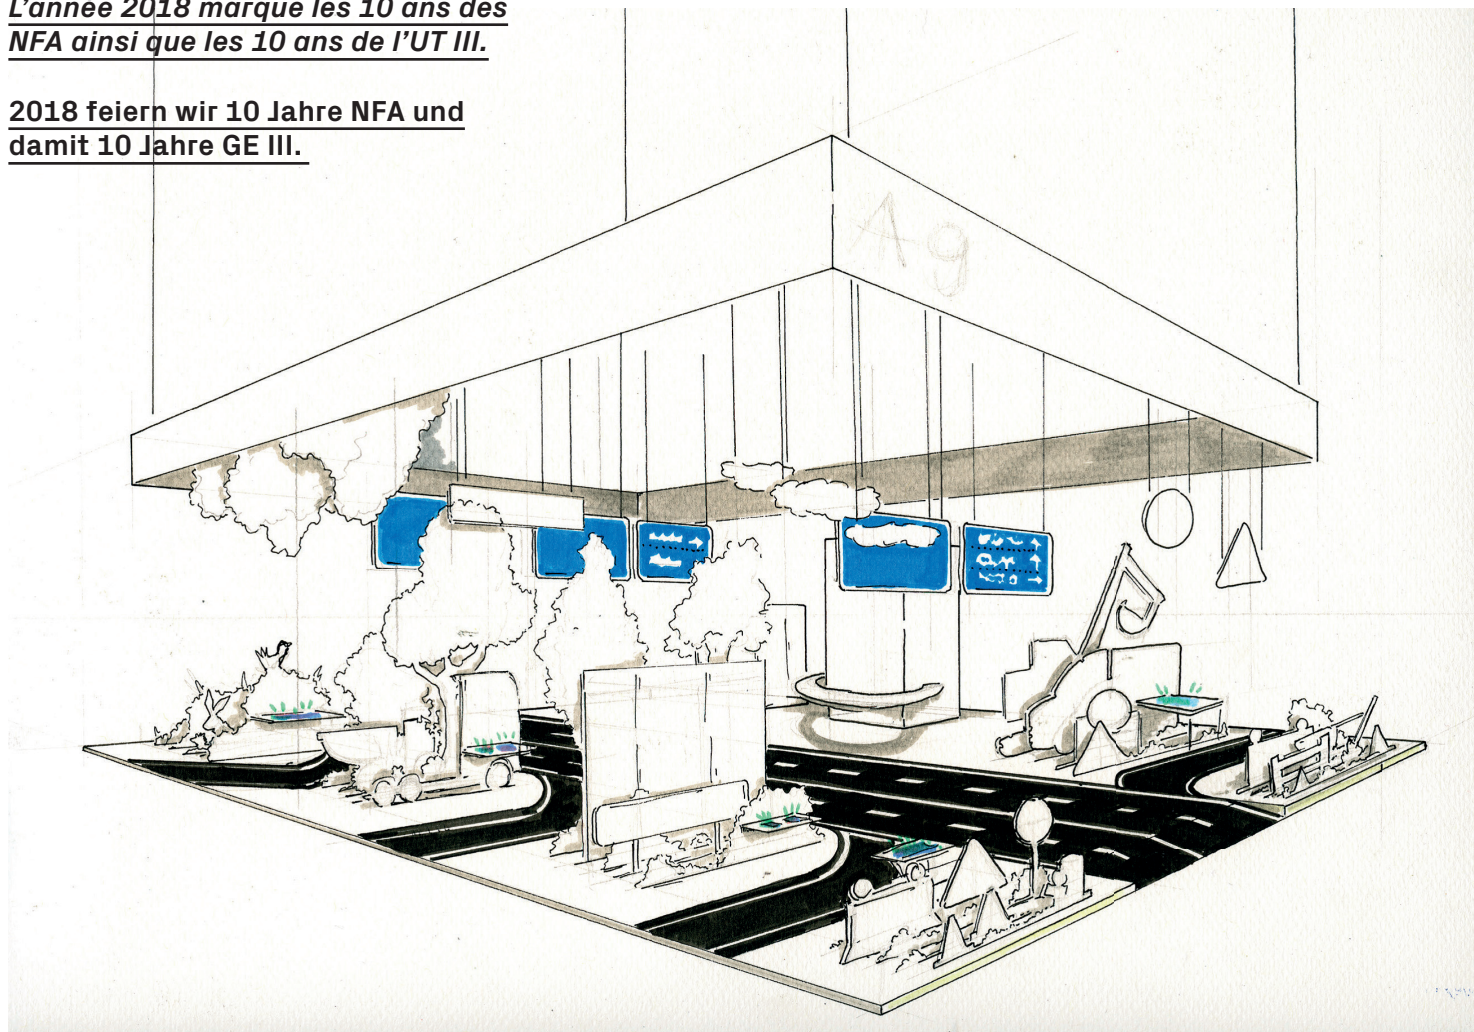 L'année 2018 marque les 10 ans des
NFA ainsi que les 10 ans de l'UT III.
2018 feiern wir 10 Jahre NFA und
damit 10 Jahre GE III.
Ag